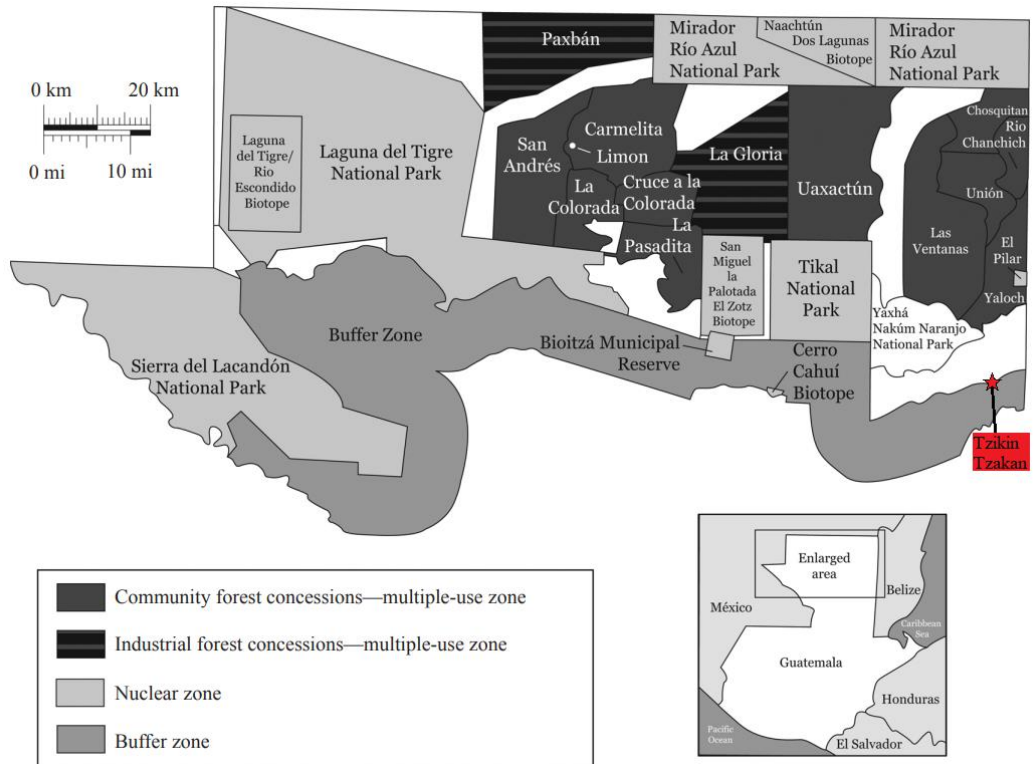 0 km
20 km
0 mi
10 mi
Paxbán
Mirador
Río Azul
National Park
Naachtún
Dos Lagunas
Biotope
Mirador
Río Azul
National Park
Laguna
del Tigre/
Rio
Escondido
Biotope
Laguna del Tigre
National Park
San
Andrés
Carmelita
Limon
La
Colorada
Cruce a la
Colorada
La
Pasadita
La Gloria
Uaxactún
Chosquitan
Rio
Chanchich
Unión
Las
Ventanas
El
Pilar
Yaloch
San
Miguel
la
Palotada
El Zotz
Biotope
Tikal
National
Park
Yaxhá
Nakúm Naranjo
National Park
Buffer Zone
Bioitzá Municipal
Reserve
Cerro
Cahuí
Biotope
Sierra del Lacandón
National Park
Tzikin
Tzakan
Community forest concessions—multiple-use zone
Industrial forest concessions—multiple-use zone
Nuclear zone
Buffer zone
Enlarged
area
México
Belize
Caribbean
Sea
Guatemala
Honduras
Pacific
Ocean
El Salvador